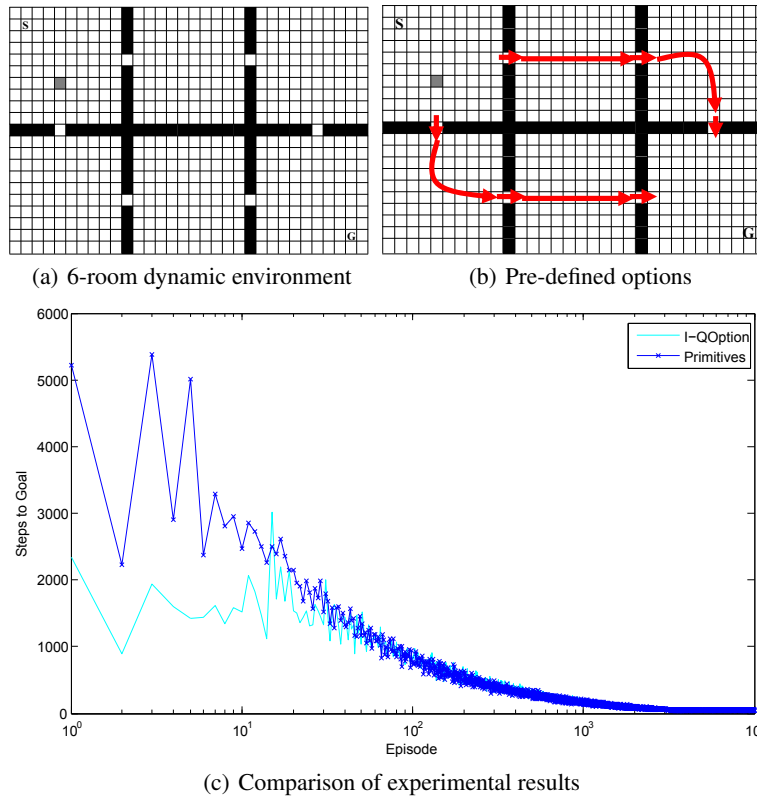 S
G
(a) 6-room dynamic environment
S
G
(b) Pre-defined options
6000
5000
4000
3000
2000
1000
0
Steps to Goal
I-QOption
Primitives
10^0
10^1
10^2
10^3
10
Episode
(c) Comparison of experimental results